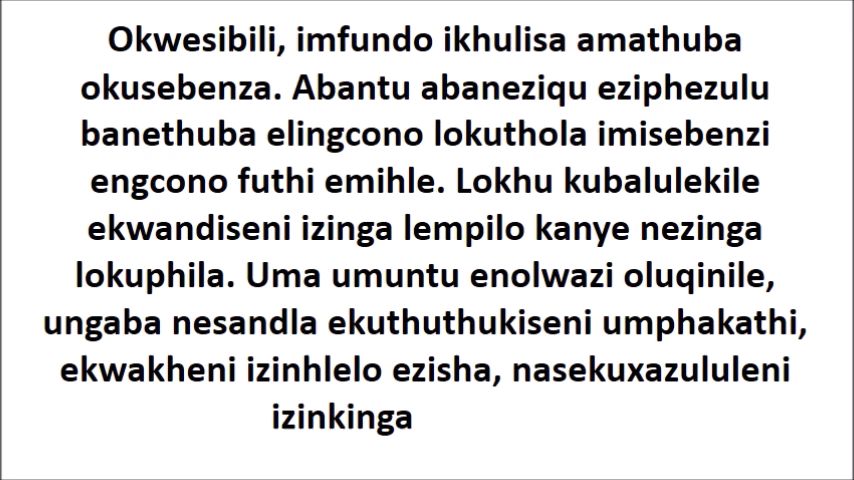 Okwesibili, imfundo ikhulisa amathuba
okusebenza. Abantu abaneziqu eziphezulu
banethuba elingcono lokuthola imisebenzi
engcono futhi emihle. Lokhu kubalulekile
ekwandiseni izinga lempilo kanye nezinga
lokuphila. Uma umuntu enolwazi oluqinile,
ungaba nesandla ekuthuthukiseni umphakathi,
ekwakheni izinhlelo ezisha, nasekuxazululeni
izinkinga